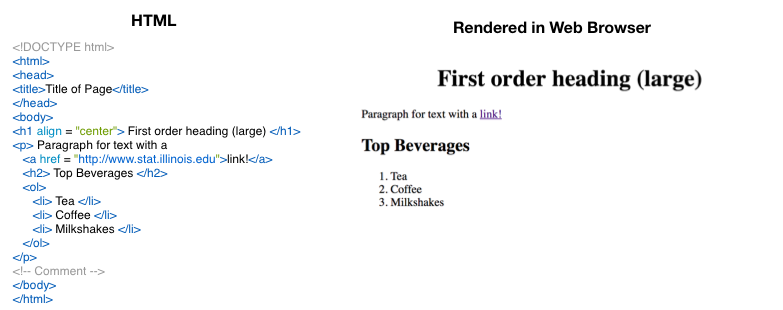 HTML
<!DOCTYPE html>
<html>
<head>
<title>Title of Page</title>
</head>
<body>
<h1 align = "center"> First order heading (large) </h1>
<p> Paragraph for text with a
<a href = "http://www.stat.illinois.edu">link!</a>
<h2> Top Beverages </h2>
<ol>
<li> Tea </li>
<li> Coffee </li>
<li> Milkshakes </li>
</ol>
</p>
<!-- Comment -->
</body>
</html>
Rendered in Web Browser
First order heading (large)
Paragraph for text with a link!
Top Beverages
1. Tea
2. Coffee
3. Milkshakes